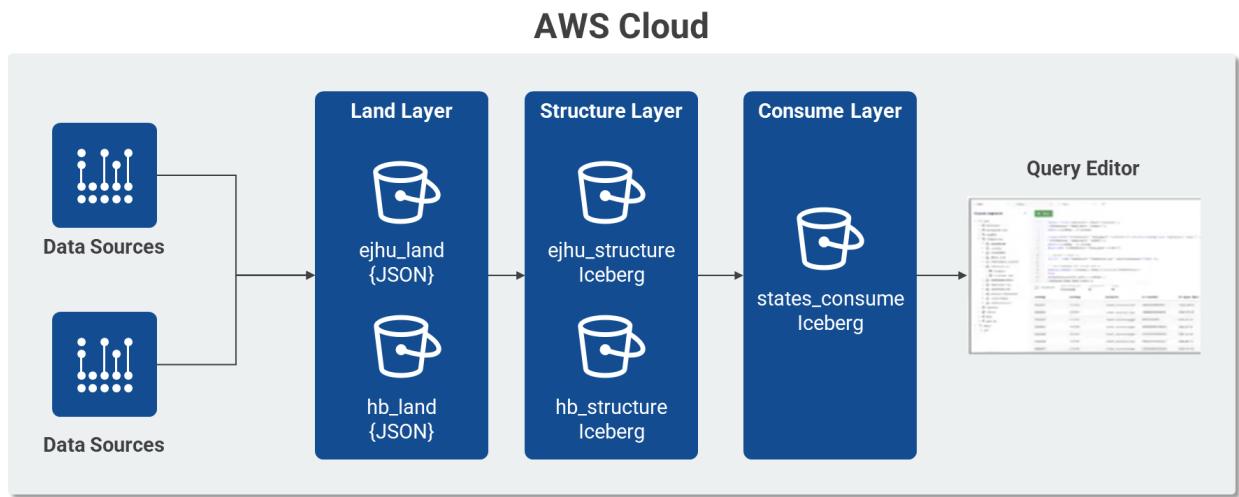 AWS Cloud
Data Sources
Data Sources
Land Layer
ejhu_land
{JSON}
hb_land
{JSON}
Structure Layer
ejhu_structure
Iceberg
hb_structure
Iceberg
Consume Layer
states_consume
Iceberg
Query Editor